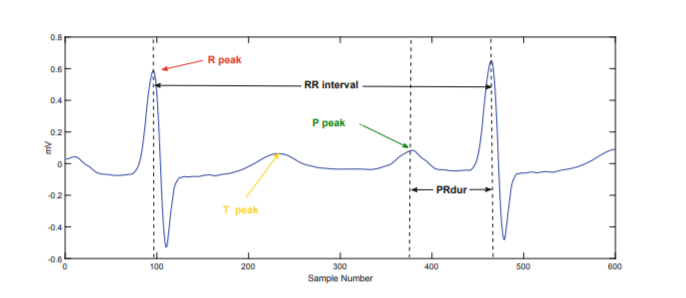 0.8
R peak
0.6
RR interval
0.4
P peak
0.2
mV
0
-0.2
PRdur
T peak
-0.4
-0.6
0 100 200 300 400 500 600
Sample Number